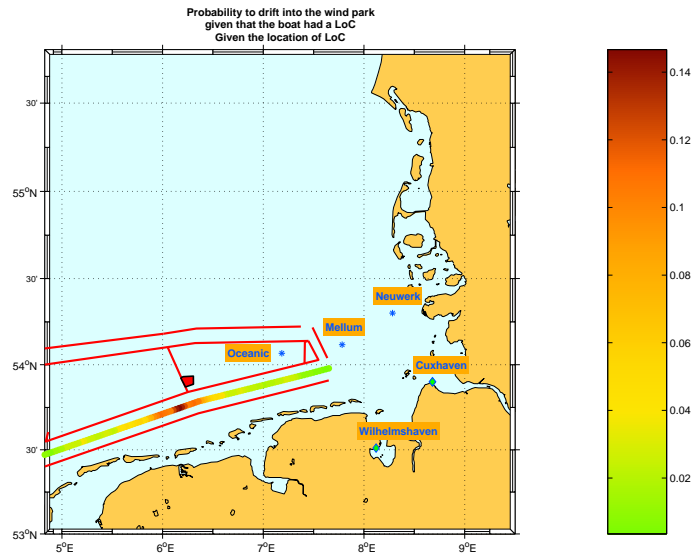 Probability to drift into the wind park
given that the boat had a LoC
Given the location of LoC
30'
55°N
30'
54°N
30'
53°N
5°E
6°E
7°E
8°E
9°E
Neuwerk
Mellum
Oceanic
Cuxhaven
Wilhelmshaven
0.14
0.12
0.1
0.08
0.06
0.04
0.02